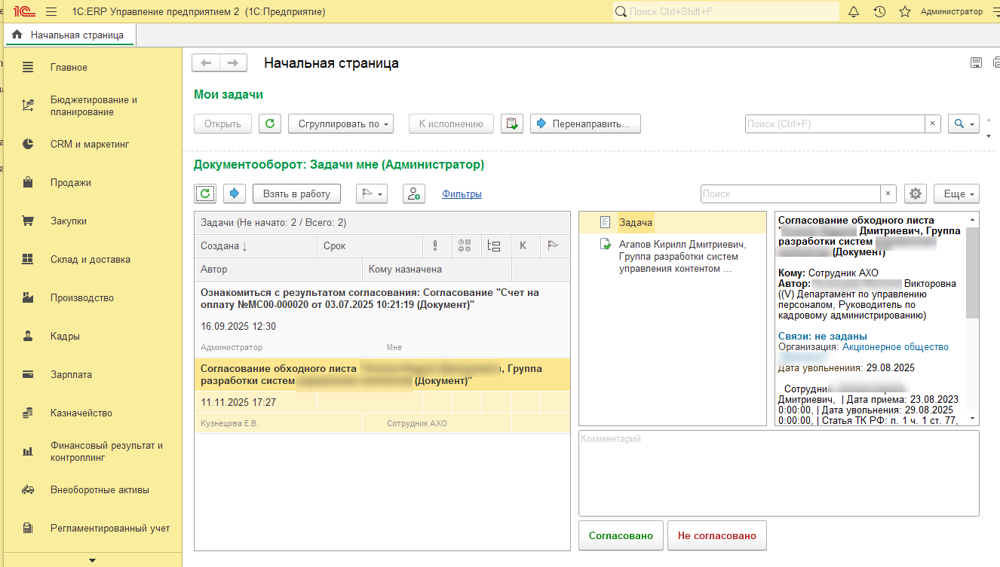 1С:ERP Управление предприятием 2 (1С:Предприятие)
Поиск Ctrl+Shift+F
Администратор
Начальная страница
Главное
Бюджетирование и
планирование
CRM и маркетинг
Продажи
Закупки
Склад и доставка
Производство
Кадры
Зарплата
Казначейство
Финансовый результат и
контроллинг
Внеоборотные активы
Регламентированный учет
Начальная страница
Мои задачи
Открыть
Сгруппировать по
К исполнению
Перенаправить...
Поиск (Ctrl+F)
Документооборот: Задачи мне (Администратор)
Взять в работу
Фильтры
Поиск
Еще
Задачи (Не начато: 2 / Всего: 2)
Создана ↓ Срок К
Автор Кому назначена
Ознакомиться с результатом согласования: Согласование "Счет на
оплату №МС00-000020 от 03.07.2025 10:21:19 (Документ)"
16.09.2025 12:30
Администратор Мне
Согласование обходного листа , Группа
разработки систем (Документ)"
11.11.2025 17:27
Кузнецова Е.В. Сотрудник АХО
Задача
Агапов Кирилл Дмитриевич,
Группа разработки систем
управления контентом ...
Согласование обходного листа
" Дмитриевич, Группа
разработки систем
(Документ)
Кому: Сотрудник АХО
Автор: Викторовна
((V) Департамент по управлению
персоналом, Руководитель по
кадровому администрированию)
Связи: не заданы
Организация: Акционерное общество
Дата увольнениия: 29.08.2025
Дмитриевич, | Дата приема: 23.08.2023
0:00:00, | Дата увольнения: 29.08.2025
0:00:00, | Статья ТК РФ: п. 1 ч. 1 ст. 77,
Комментарий
Согласовано
Не согласовано